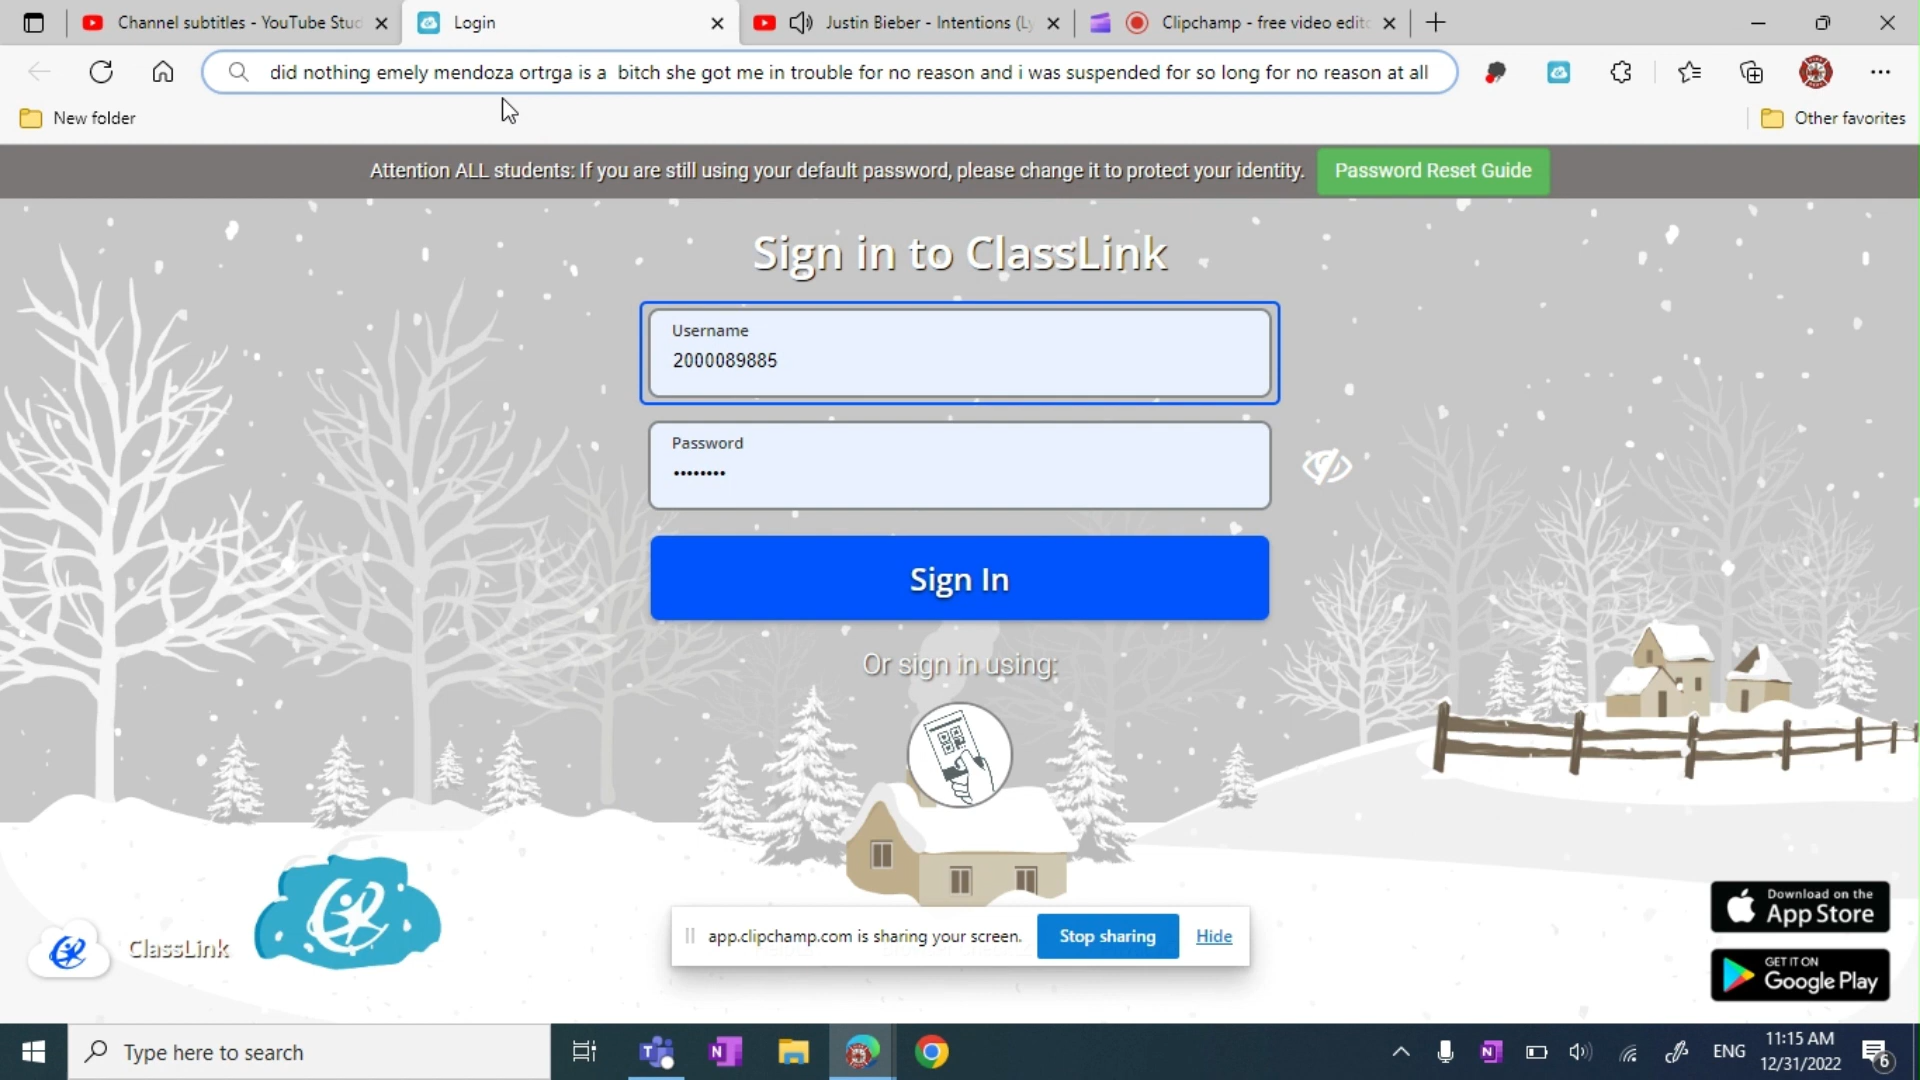 Channel subtitles - YouTube Stud
Login
Justin Bieber - Intentions (Ly
Clipchamp - free video edito
did nothing emely mendoza ortrga is a  bitch she got me in trouble for no reason and i was suspended for so long for no reason at all
New folder
Other favorites
Attention ALL students: If you are still using your default password, please change it to protect your identity.
Password Reset Guide
Sign in to ClassLink
Username
2000089885
Password
••••••••
Sign In
Or sign in using:
ClassLink
app.clipchamp.com is sharing your screen.
Stop sharing
Hide
Download on the
App Store
GET IT ON
Google Play
Type here to search
ENG
11:15 AM
12/31/2022
6